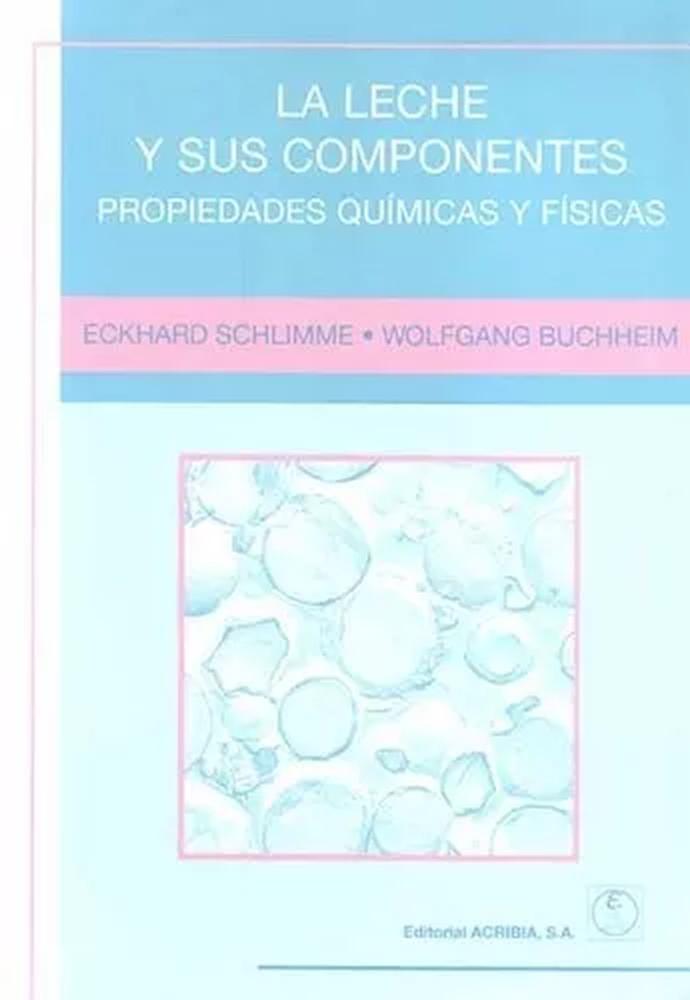 LA LECHE
Y SUS COMPONENTES
PROPIEDADES QUÍMICAS Y FÍSICAS
ECKHARD SCHLIMME • WOLFGANG BUCHHEIM
Editorial ACRIBIA, S.A.